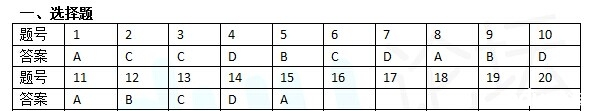 一、选择题
题号 1 2 3 4 5 6 7 8 9 10
答案 A C C D B C D A B D
题号 11 12 13 14 15 16 17 18 19 20
答案 A B C D A